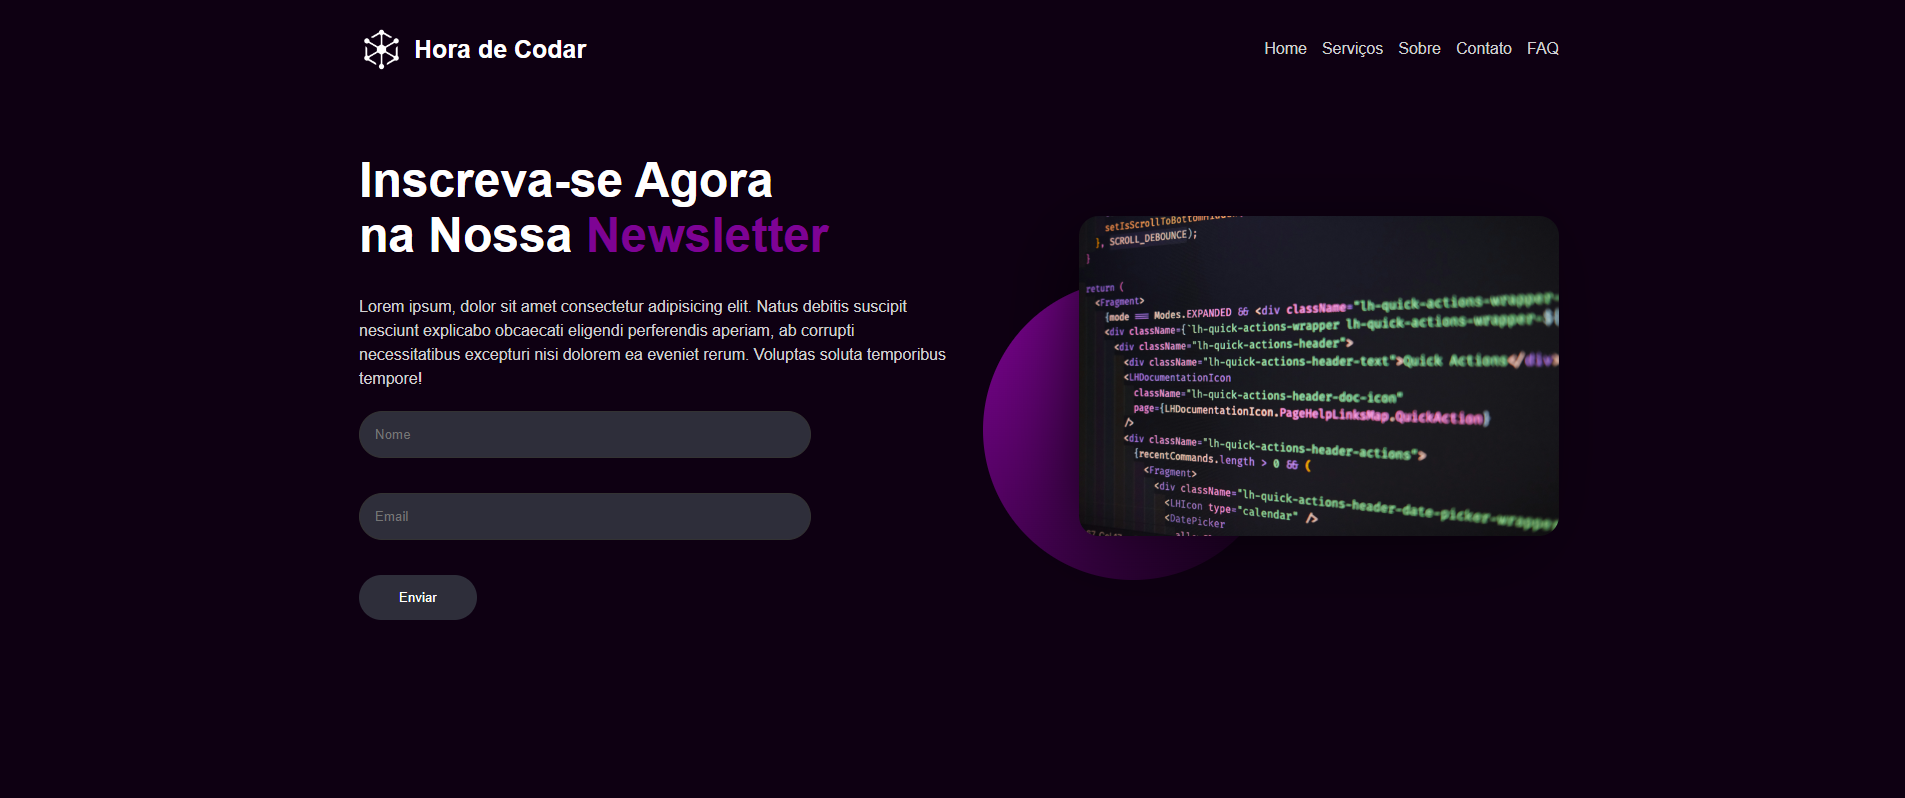 Hora de Codar
Home Serviços Sobre Contato FAQ
Inscreva-se Agora
na Nossa Newsletter
Lorem ipsum, dolor sit amet consectetur adipisicing elit. Natus debitis suscipit
nesciunt explicabo obcaecati eligendi perferendis aperiam, ab corrupti
necessitatibus excepturi nisi dolorem ea eveniet rerum. Voluptas soluta temporibus
tempore!
Nome
Email
Enviar
}, SCROLL_DEBOUNCE);
}
return (
<Fragment>
{mode === Modes.EXPANDED && <div className="lh-quick-actions-wrapper-
<div className={`lh-quick-actions-wrapper lh-quick-actions-wrapper-${
<div className="lh-quick-actions-header">
<div className="lh-quick-actions-header-text">Quick Actions</div>
<LHDocumentationIcon
className="lh-quick-actions-header-doc-icon"
page={LHDocumentationIcon.PageHelpLinksMap.QuickAction}
/>
<div className="lh-quick-actions-header-actions">
{recentCommands.length > 0 && (
<Fragment>
<div className="lh-quick-actions-header-date-picker-wrapper
<LHIcon type="calendar" />
<DatePicker